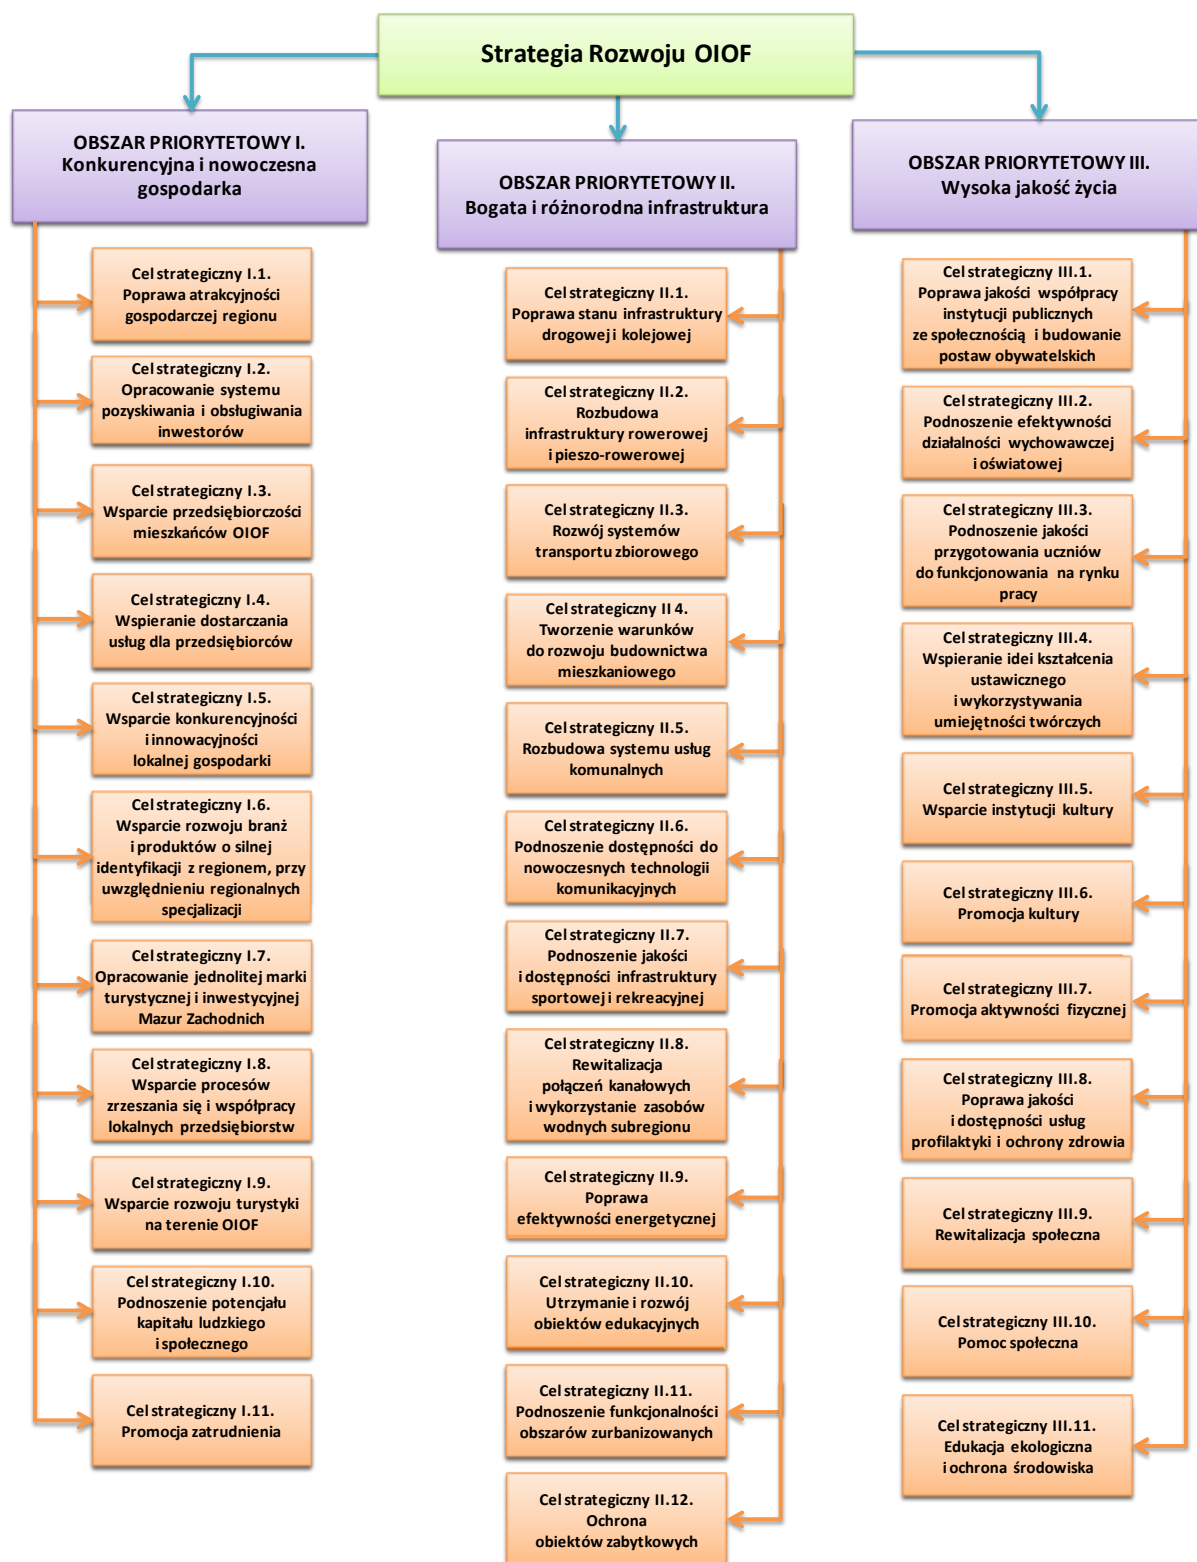 Strategia Rozwoju OIOF
OBSZAR PRIORYTETOWY I.
Konkurencyjna i nowoczesna
gospodarka
Cel strategiczny I.1.
Poprawa atrakcyjności
gospodarczej regionu
Cel strategiczny I.2.
Opracowanie systemu
pozyskiwania i obsługiwania
inwestorów
Cel strategiczny I.3.
Wsparcie przedsiębiorczości
mieszkańców OIOF
Cel strategiczny I.4.
Wspieranie dostarczania
usług dla przedsiębiorców
Cel strategiczny I.5.
Wsparcie konkurencyjności
i innowacyjności
lokalnej gospodarki
Cel strategiczny I.6.
Wsparcie rozwoju branż
i produktów o silnej
identyfikacji z regionem, przy
uwzględnieniu regionalnych
specjalizacji
Cel strategiczny I.7.
Opracowanie jednolitej marki
turystycznej i inwestycyjnej
Mazur Zachodnich
Cel strategiczny I.8.
Wsparcie procesów
zrzeszania się i współpracy
lokalnych przedsiębiorstw
Cel strategiczny I.9.
Wsparcie rozwoju turystyki
na terenie OIOF
Cel strategiczny I.10.
Podnoszenie potencjału
kapitału ludzkiego
i społecznego
Cel strategiczny I.11.
Promocja zatrudnienia
OBSZAR PRIORYTETOWY II.
Bogata i różnorodna infrastruktura
Cel strategiczny II.1.
Poprawa stanu infrastruktury
drogowej i kolejowej
Cel strategiczny II.2.
Rozbudowa
infrastruktury rowerowej
i pieszo-rowerowej
Cel strategiczny II.3.
Rozwój systemów
transportu zbiorowego
Cel strategiczny II 4.
Tworzenie warunków
do rozwoju budownictwa
mieszkaniowego
Cel strategiczny II.5.
Rozbudowa systemu usług
komunalnych
Cel strategiczny II.6.
Podnoszenie dostępności do
nowoczesnych technologii
komunikacyjnych
Cel strategiczny II.7.
Podnoszenie jakości
i dostępności infrastruktury
sportowej i rekreacyjnej
Cel strategiczny II.8.
Rewitalizacja
połączeń kanałowych
i wykorzystanie zasobów
wodnych subregionu
Cel strategiczny II.9.
Poprawa
efektywności energetycznej
Cel strategiczny II.10.
Utrzymanie i rozwój
obiektów edukacyjnych
Cel strategiczny II.11.
Podnoszenie funkcjonalności
obszarów zurbanizowanych
Cel strategiczny II.12.
Ochrona
obiektów zabytkowych
OBSZAR PRIORYTETOWY III.
Wysoka jakość życia
Cel strategiczny III.1.
Poprawa jakości współpracy
instytucji publicznych
ze społecznością i budowanie
postaw obywatelskich
Cel strategiczny III.2.
Podnoszenie efektywności
działalności wychowawczej
i oświatowej
Cel strategiczny III.3.
Podnoszenie jakości
przygotowania uczniów
do funkcjonowania na rynku
pracy
Cel strategiczny III.4.
Wspieranie idei kształcenia
ustawicznego
i wykorzystywania
umiejętności twórczych
Cel strategiczny III.5.
Wsparcie instytucji kultury
Cel strategiczny III.6.
Promocja kultury
Cel strategiczny III.7.
Promocja aktywności fizycznej
Cel strategiczny III.8.
Poprawa jakości
i dostępności usług
profilaktyki i ochrony zdrowia
Cel strategiczny III.9.
Rewitalizacja społeczna
Cel strategiczny III.10.
Pomoc społeczna
Cel strategiczny III.11.
Edukacja ekologiczna
i ochrona środowiska